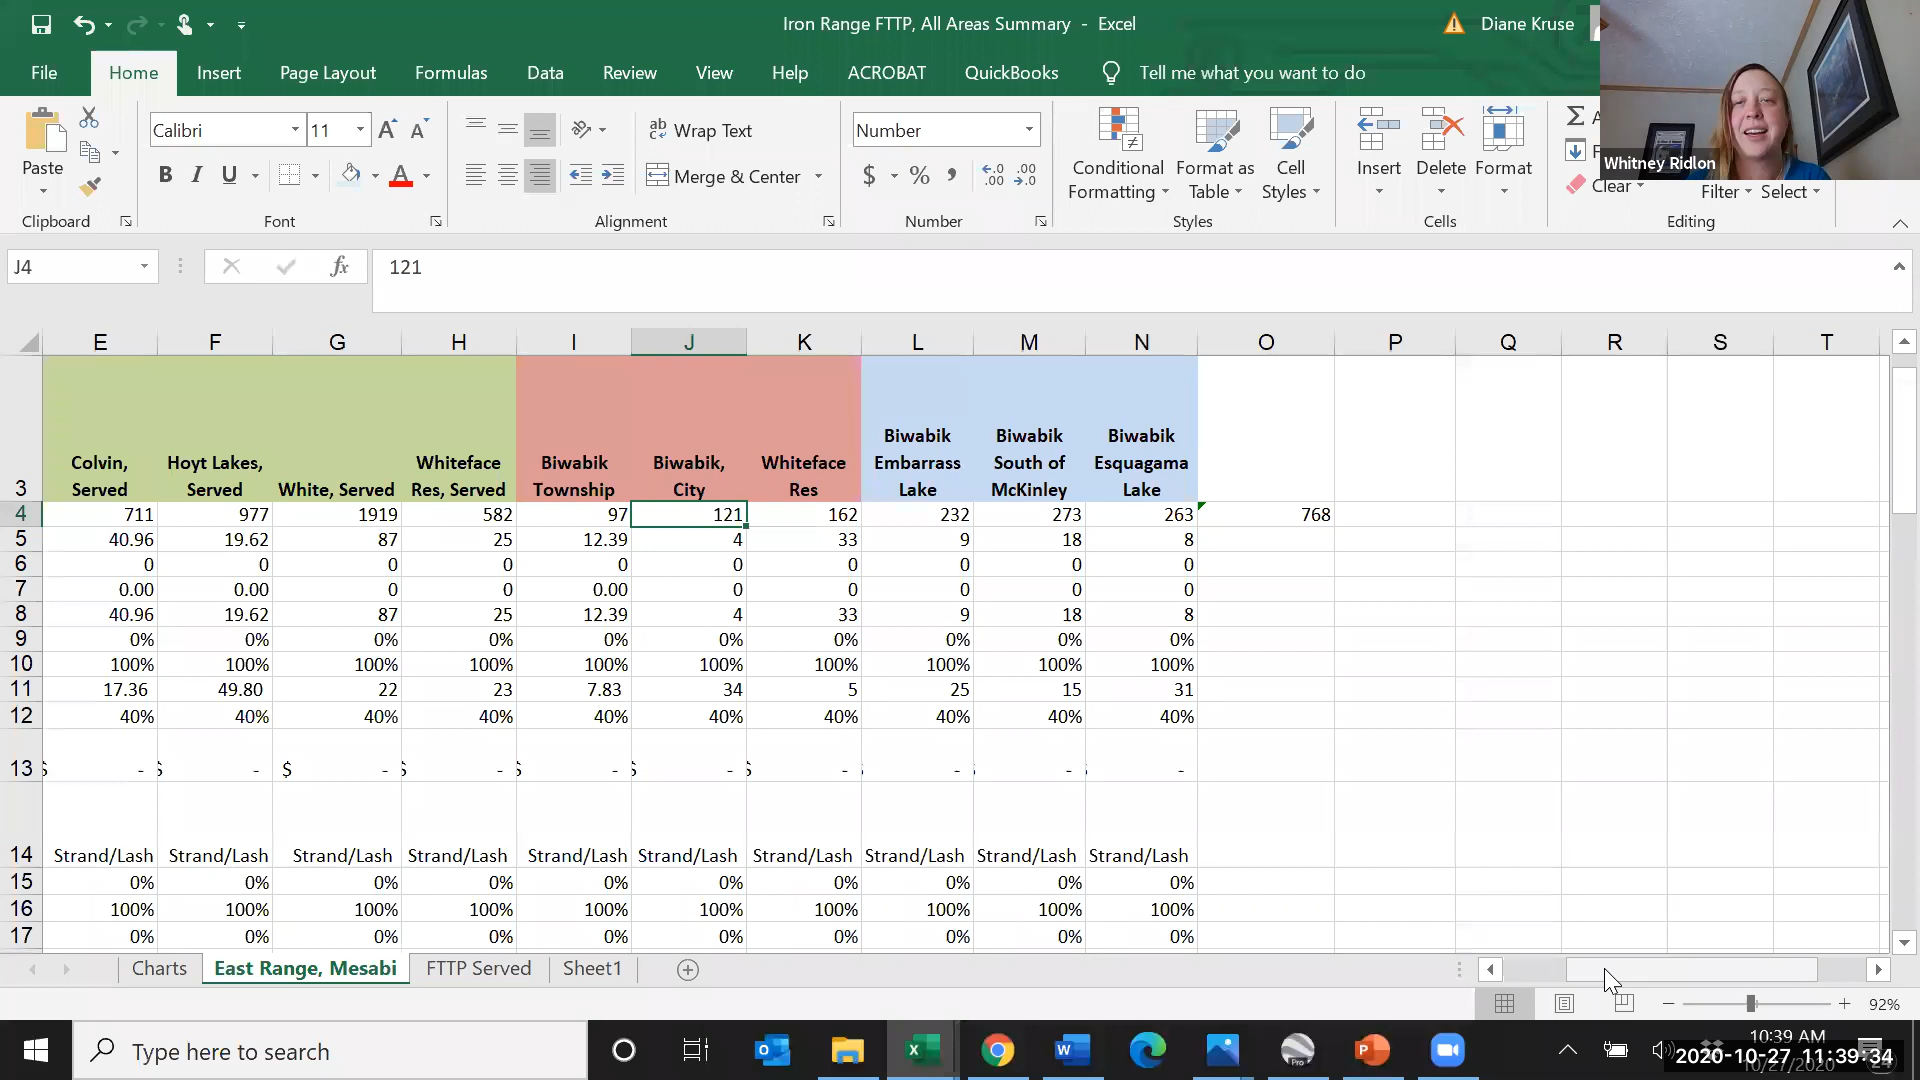 Iron Range FTTP, All Areas Summary - Excel
Diane Kruse
File Home Insert Page Layout Formulas Data Review View Help ACROBAT QuickBooks Tell me what you want to do
Whitney Ridlon
Paste
Clipboard
Calibri 11
B I U
Font
Wrap Text
Merge & Center
Alignment
Number
$ % ,
Number
Conditional Formatting
Format as Table
Cell Styles
Styles
Insert Delete Format
Cells
Clear
Filter Select
Editing
J4 fx 121
E F G H I J K L M N O P Q R S T
3 Colvin, Served Hoyt Lakes, Served White, Served Whiteface Res, Served Biwabik Township Biwabik, City Whiteface Res Biwabik Embarrass Lake Biwabik South of McKinley Biwabik Esquagama Lake
4 711 977 1919 582 97 121 162 232 273 263 768
5 40.96 19.62 87 25 12.39 4 33 9 18 8
6 0 0 0 0 0 0 0 0 0 0
7 0.00 0.00 0 0 0.00 0 0 0 0 0
8 40.96 19.62 87 25 12.39 4 33 9 18 8
9 0% 0% 0% 0% 0% 0% 0% 0% 0% 0%
10 100% 100% 100% 100% 100% 100% 100% 100% 100% 100%
11 17.36 49.80 22 23 7.83 34 5 25 15 31
12 40% 40% 40% 40% 40% 40% 40% 40% 40% 40%
13 $ - $ - $ - $ - $ - $ - $ - - - -
14 Strand/Lash Strand/Lash Strand/Lash Strand/Lash Strand/Lash Strand/Lash Strand/Lash Strand/Lash Strand/Lash Strand/Lash
15 0% 0% 0% 0% 0% 0% 0% 0% 0% 0%
16 100% 100% 100% 100% 100% 100% 100% 100% 100% 100%
17 0% 0% 0% 0% 0% 0% 0% 0% 0% 0%
Charts East Range, Mesabi FTTP Served Sheet1
92%
Type here to search
10:39 AM
10/27/2020
2020-10-27 11:39:34